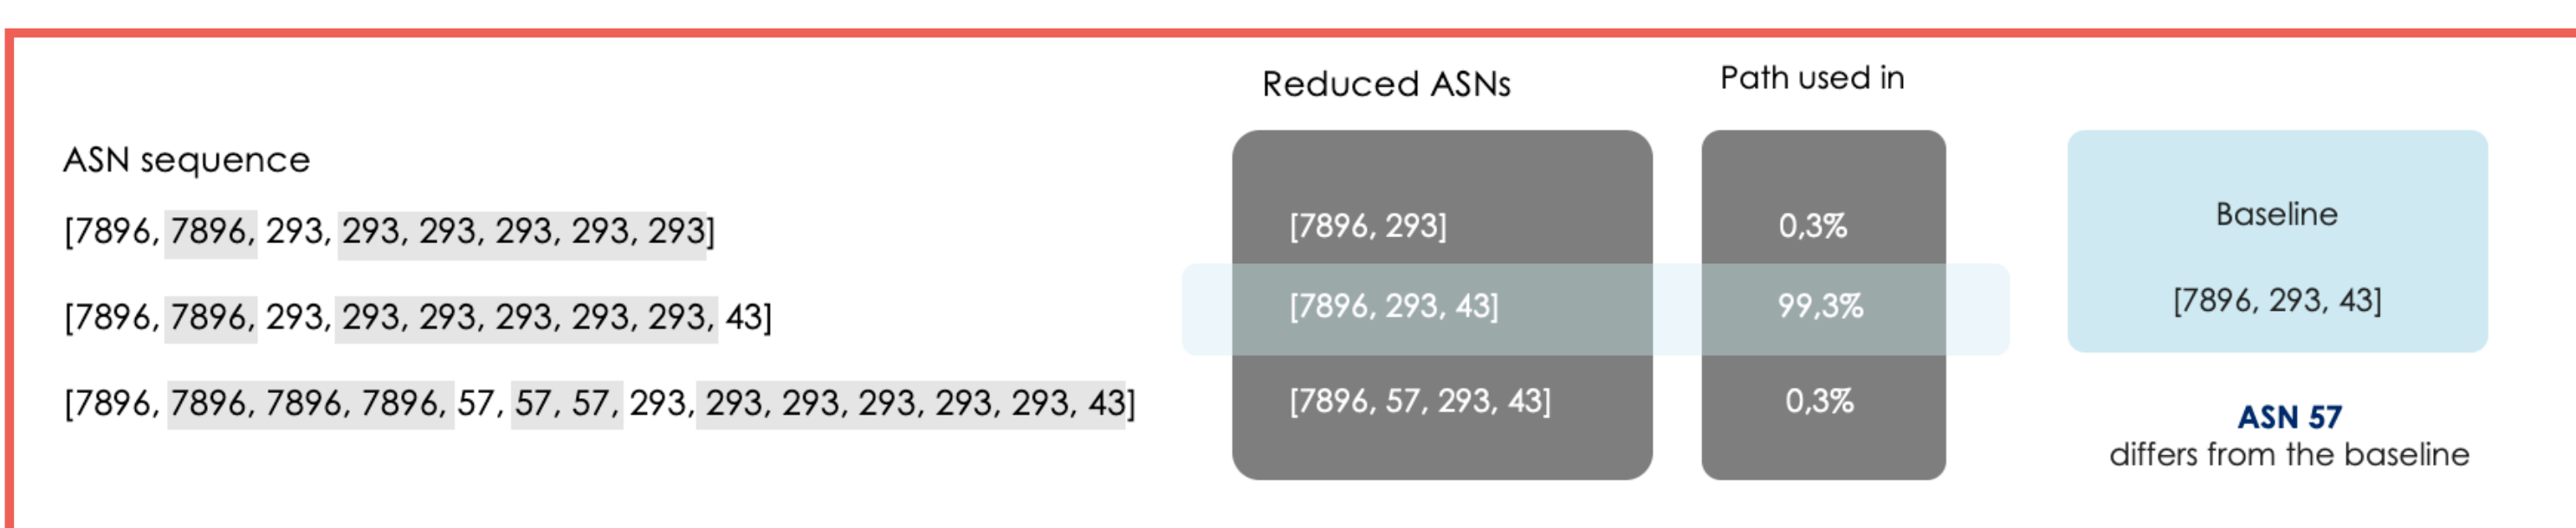 Reduced ASNs
Path used in
ASN sequence
[7896, 7896, 293, 293, 293, 293, 293, 293]
[7896, 293]
0,3%
[7896, 7896, 293, 293, 293, 293, 293, 293, 43]
[7896, 293, 43]
99,3%
[7896, 7896, 7896, 7896, 57, 57, 57, 293, 293, 293, 293, 293, 293, 43]
[7896, 57, 293, 43]
0,3%
Baseline
[7896, 293, 43]
ASN 57
differs from the baseline